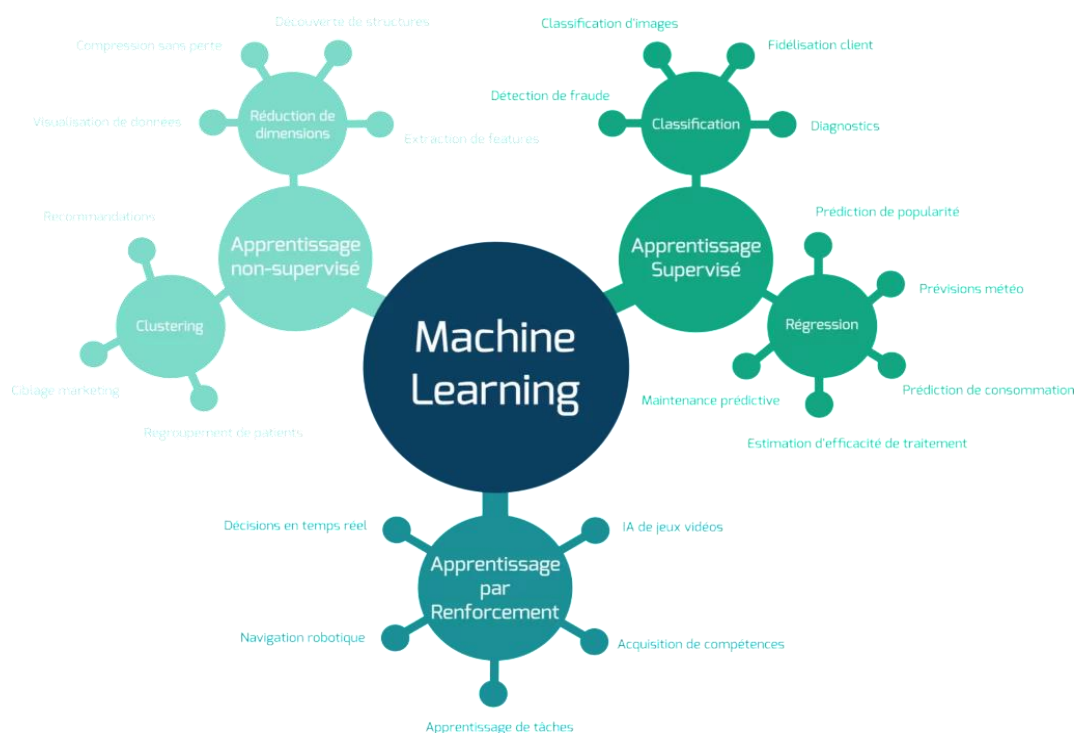 Découverte de structures
Compression sans perte
Visualisation de données
Réduction de
dimensions
Extraction de features
Recommandations
Apprentissage
non-supervisé
Clustering
Ciblage marketing
Regroupement de patients
Classification d'images
Fidélisation client
Détection de fraude
Classification
Diagnostics
Apprentissage
Supervisé
Prédiction de popularité
Prévisions météo
Régression
Maintenance prédictive
Prédiction de consommation
Estimation d'efficacité de traitement
Machine
Learning
Décisions en temps réel
IA de jeux vidéos
Apprentissage
par
Renforcement
Navigation robotique
Acquisition de compétences
Apprentissage de tâches